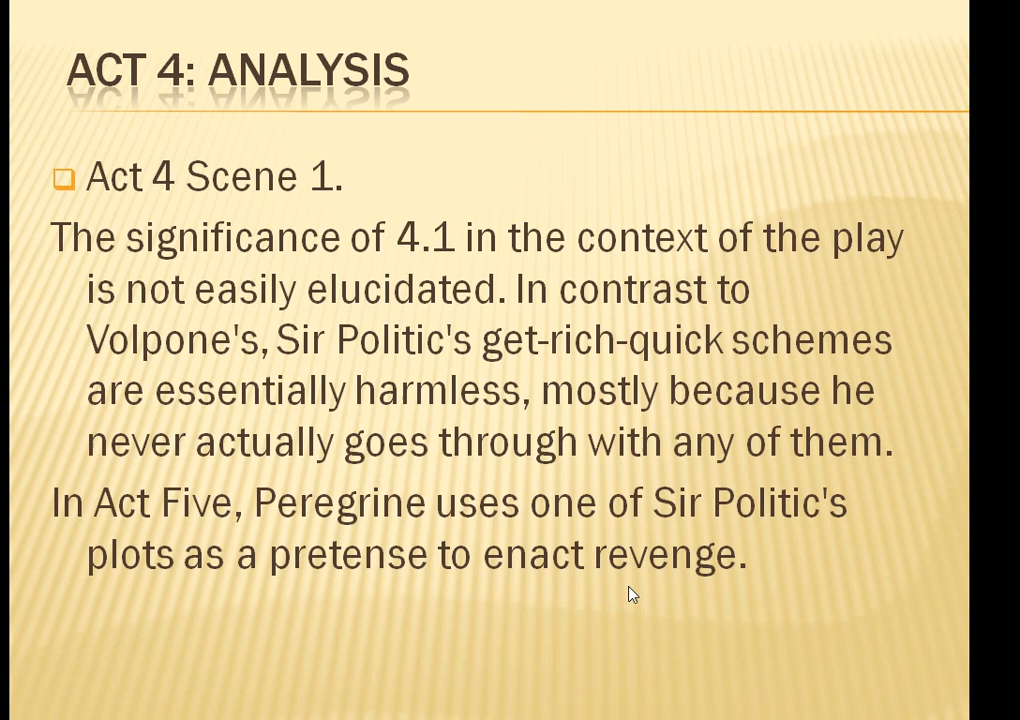 ACT 4: ANALYSIS
Act 4 Scene 1.
The significance of 4.1 in the context of the play
is not easily elucidated. In contrast to
Volpone's, Sir Politic's get-rich-quick schemes
are essentially harmless, mostly because he
never actually goes through with any of them.
In Act Five, Peregrine uses one of Sir Politic's
plots as a pretense to enact revenge.